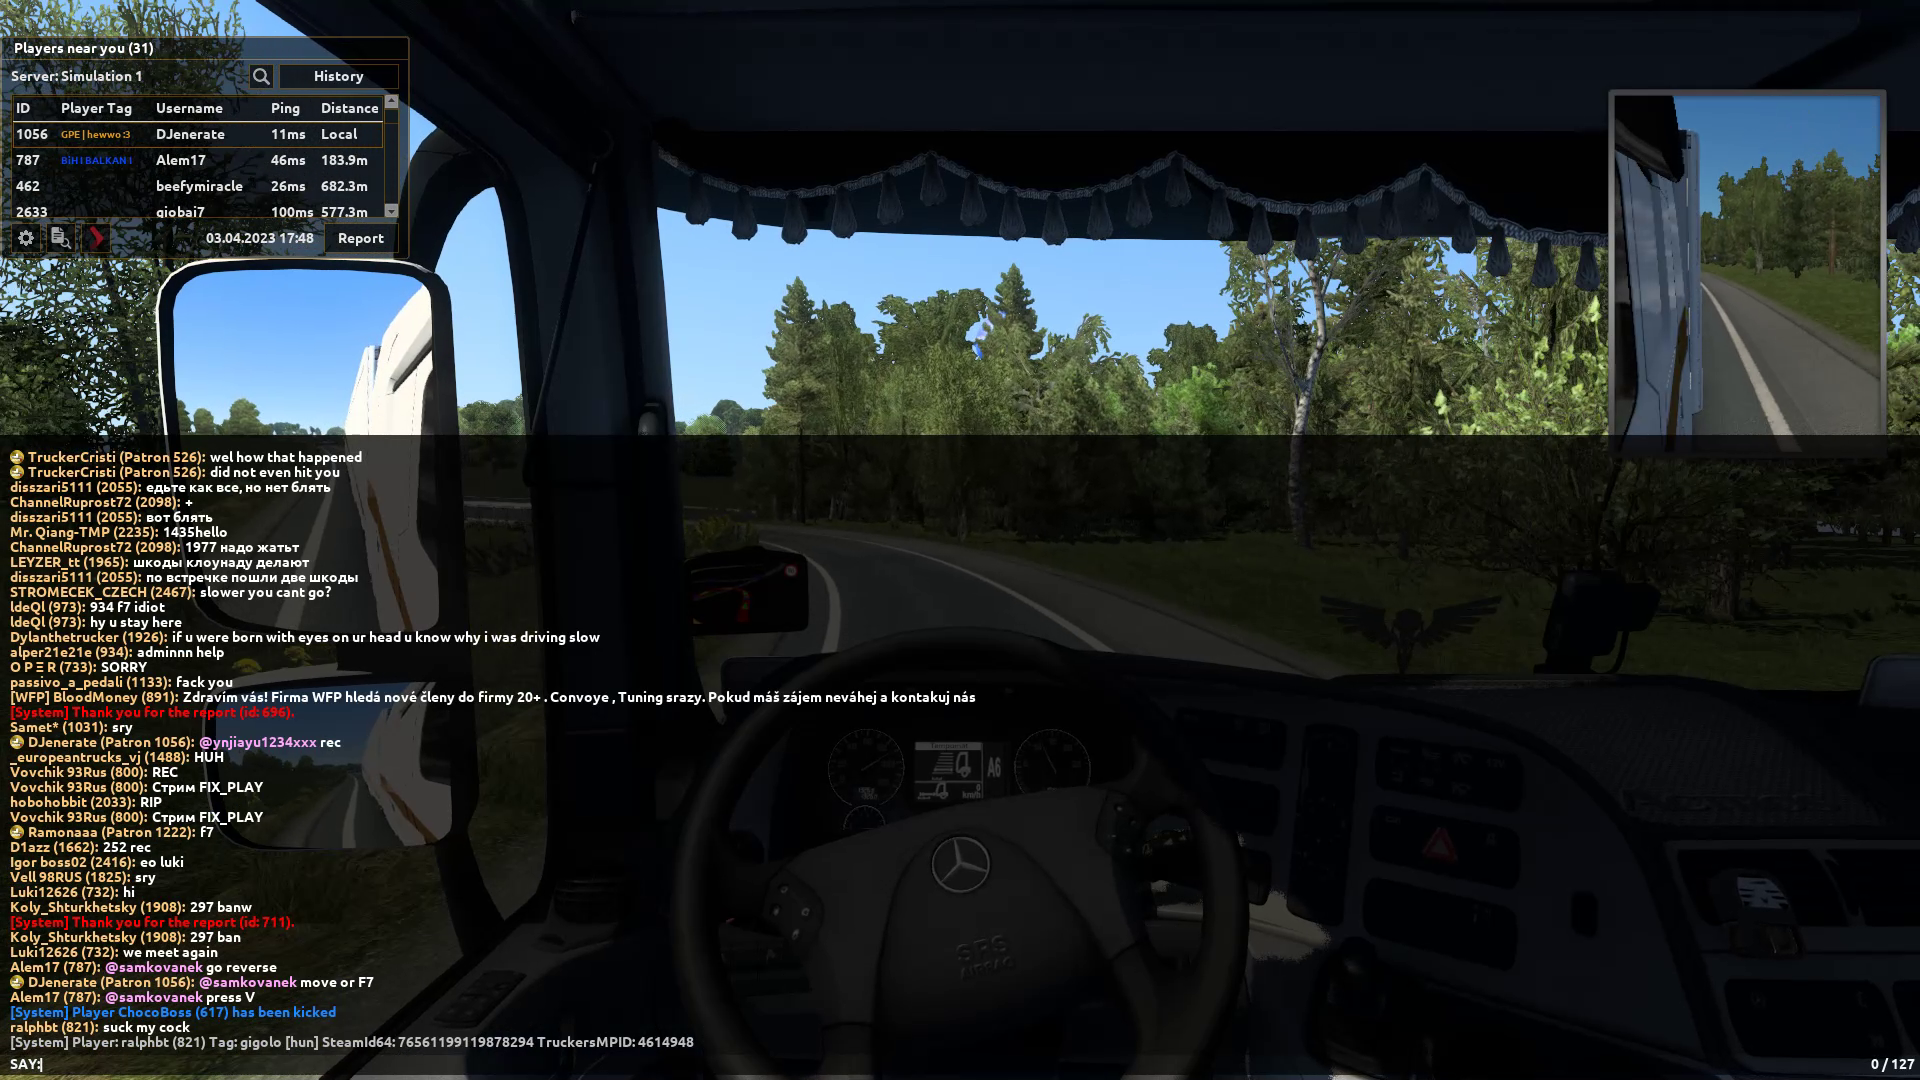 Players near you (31)
Server: Simulation 1
History
ID Player Tag Username Ping Distance
1056 GPE | hewwo :3 DJenerate 11ms Local
787 BiH I BALKAN I Alem17 46ms 183.9m
462 beefymiracle 26ms 682.3m
2633 giobai7 100ms 577.3m
03.04.2023 17:48 Report
TruckerCristi (Patron 526): wel how that happened
TruckerCristi (Patron 526): did not even hit you
disszari5111 (2055): едьте как все, но нет блять
ChannelRuprost72 (2098): +
disszari5111 (2055): вот блять
Mr. Qiang-TMP (2235): 1435hello
ChannelRuprost72 (2098): 1977 надо жатьт
LEYZER_tt (1965): шкоды клоунаду делают
disszari5111 (2055): по встречке пошли две шкоды
STROMECEK_CZECH (2467): slower you cant go?
ldeQl (973): 934 f7 idiot
ldeQl (973): hy u stay here
Dylanthetrucker (1926): if u were born with eyes on ur head u know why i was driving slow
alper21e21e (934): adminnn help
O P Ξ R (733): SORRY
passivo_a_pedali (1133): fack you
[WFP] BloodMoney (891): Zdravím vás! Firma WFP hledá nové členy do firmy 20+ . Convoye , Tuning srazy. Pokud máš zájem neváhej a kontakuj nás
[System] Thank you for the report (id: 696).
Samet* (1031): sry
DJenerate (Patron 1056): @ynjiayu1234xxx rec
_europeantrucks_vj (1488): HUH
Vovchik 93Rus (800): REC
Vovchik 93Rus (800): Стрим FIX_PLAY
hobohobbit (2033): RIP
Vovchik 93Rus (800): Стрим FIX_PLAY
Ramonaaa (Patron 1222): f7
D1azz (1662): 252 rec
Igor boss02 (2416): eo luki
Vell 98RUS (1825): sry
Luki12626 (732): hi
Koly_Shturkhetsky (1908): 297 banw
[System] Thank you for the report (id: 711).
Koly_Shturkhetsky (1908): 297 ban
Luki12626 (732): we meet again
Alem17 (787): @samkovanek go reverse
DJenerate (Patron 1056): @samkovanek move or F7
Alem17 (787): @samkovanek press V
[System] Player ChocoBoss (617) has been kicked
ralphbt (821): suck my cock
[System] Player: ralphbt (821) Tag: gigolo [hun] SteamId64: 76561199119878294 TruckersMPID: 4614948
SAY:
0 / 127
Tempomat
A6
km/h
SRS
AIRBAG